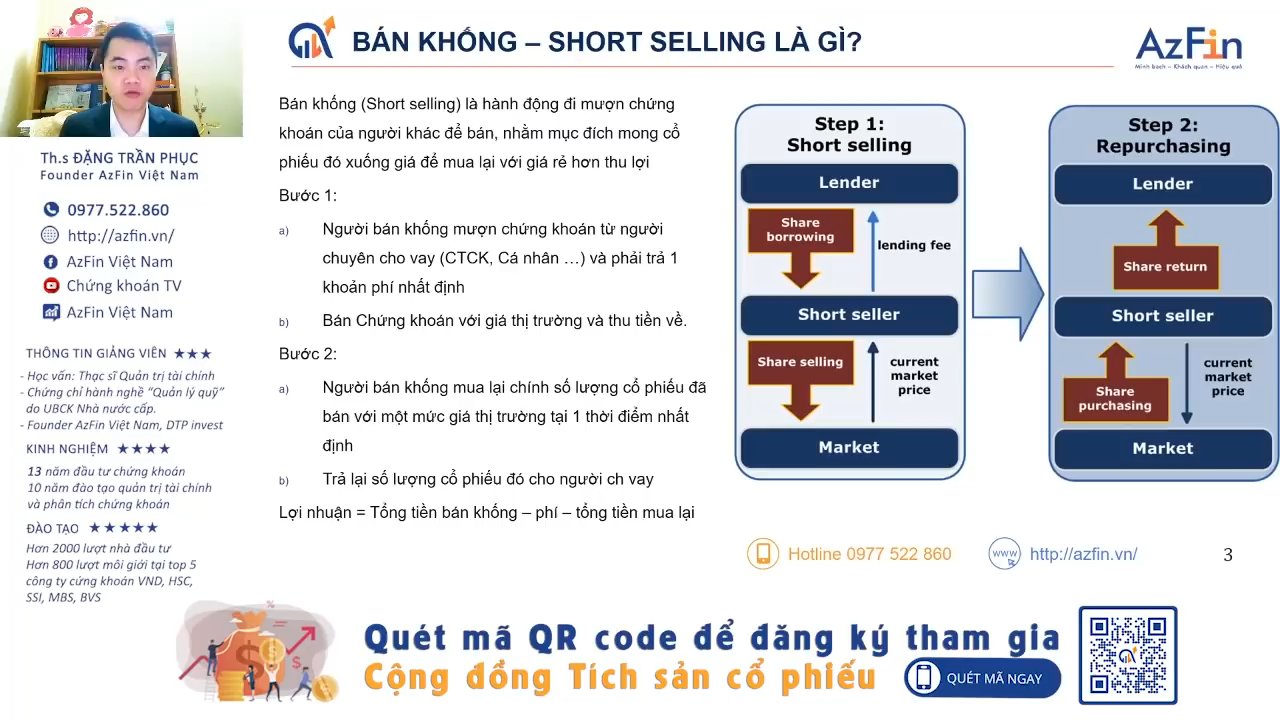 BÁN KHỐNG – SHORT SELLING LÀ GÌ?
AzFin
Minh bạch – Khách quan – Hiệu quả
Th.s ĐẶNG TRẦN PHỤC
Founder AzFin Việt Nam
0977.522.860
http://azfin.vn/
AzFin Việt Nam
Chứng khoán TV
AzFin Việt Nam
THÔNG TIN GIẢNG VIÊN ★★★
- Học vấn: Thạc sĩ Quản trị tài chính
- Chứng chỉ hành nghề “Quản lý quỹ”
do UBCK Nhà nước cấp.
- Founder AzFin Việt Nam, DTP invest
KINH NGHIỆM ★★★★
13 năm đầu tư chứng khoán
10 năm đào tạo quản trị tài chính
và phân tích chứng khoán
ĐÀO TẠO ★★★★★
Hơn 2000 lượt nhà đầu tư
Hơn 800 lượt môi giới tại top 5
công ty cứng khoán VND, HSC,
SSI, MBS, BVS
Bán khống (Short selling) là hành động đi mượn chứng
khoán của người khác để bán, nhằm mục đích mong cổ
phiếu đó xuống giá để mua lại với giá rẻ hơn thu lợi
Bước 1:
a) Người bán khống mượn chứng khoán từ người
chuyên cho vay (CTCK, Cá nhân …) và phải trả 1
khoản phí nhất định
b) Bán Chứng khoán với giá thị trường và thu tiền về.
Bước 2:
a) Người bán khống mua lại chính số lượng cổ phiếu đã
bán với một mức giá thị trường tại 1 thời điểm nhất
định
b) Trả lại số lượng cổ phiếu đó cho người ch vay
Lợi nhuận = Tổng tiền bán khống – phí – tổng tiền mua lại
Step 1:
Short selling
Lender
Share
borrowing
lending fee
Short seller
Share selling
current
market
price
Market
Step 2:
Repurchasing
Lender
Share return
Short seller
Share
purchasing
current
market
price
Market
Hotline 0977 522 860
www
http://azfin.vn/
3
Quét mã QR code để đăng ký tham gia
Cộng đồng Tích sản cổ phiếu
QUÉT MÃ NGAY